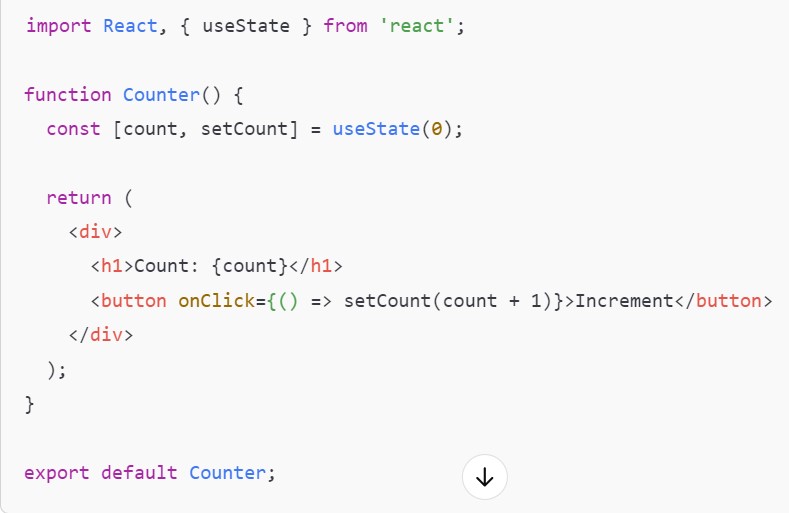 import React, { useState } from 'react';

function Counter() {
  const [count, setCount] = useState(0);

  return (
    <div>
      <h1>Count: {count}</h1>
      <button onClick={() => setCount(count + 1)}>Increment</button>
    </div>
  );
}

export default Counter;